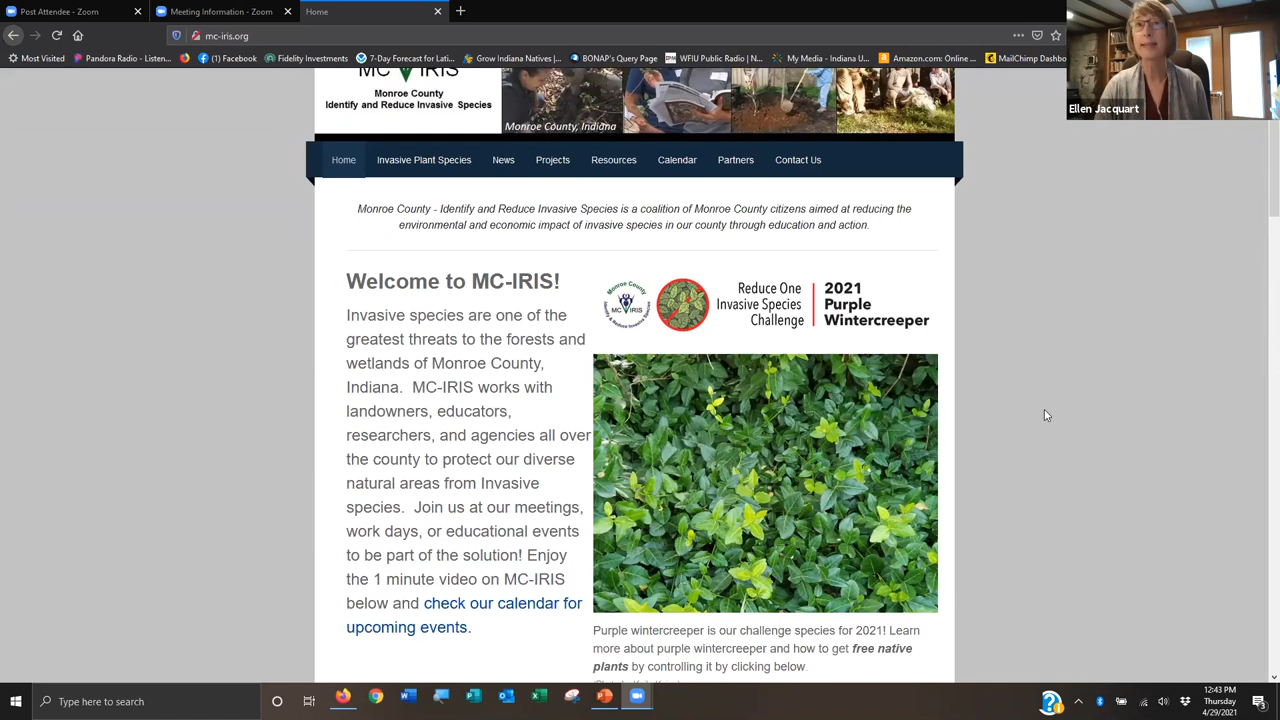 Post Attendee - Zoom
Meeting Information - Zoom
Home
mc-iris.org
Most Visited
Pandora Radio - Listen...
(1) Facebook
Fidelity Investments
7-Day Forecast for Lati...
Grow Indiana Natives |...
BONAP's Query Page
WFIU Public Radio | N...
My Media - Indiana U...
Amazon.com: Online ...
MailChimp Dashbo
Ellen Jacquart
MC IRIS
Monroe County
Identify and Reduce Invasive Species
Monroe County, Indiana
Home
Invasive Plant Species
News
Projects
Resources
Calendar
Partners
Contact Us
Monroe County - Identify and Reduce Invasive Species is a coalition of Monroe County citizens aimed at reducing the
environmental and economic impact of invasive species in our county through education and action.
Welcome to MC-IRIS!
Invasive species are one of the
greatest threats to the forests and
wetlands of Monroe County,
Indiana. MC-IRIS works with
landowners, educators,
researchers, and agencies all over
the county to protect our diverse
natural areas from Invasive
species. Join us at our meetings,
work days, or educational events
to be part of the solution! Enjoy
the 1 minute video on MC-IRIS
below and check our calendar for
upcoming events.
Reduce One
Invasive Species
Challenge
2021
Purple
Wintercreeper
Purple wintercreeper is our challenge species for 2021! Learn
more about purple wintercreeper and how to get free native
plants by controlling it by clicking below.
Type here to search
12:43 PM
Thursday
4/29/2021